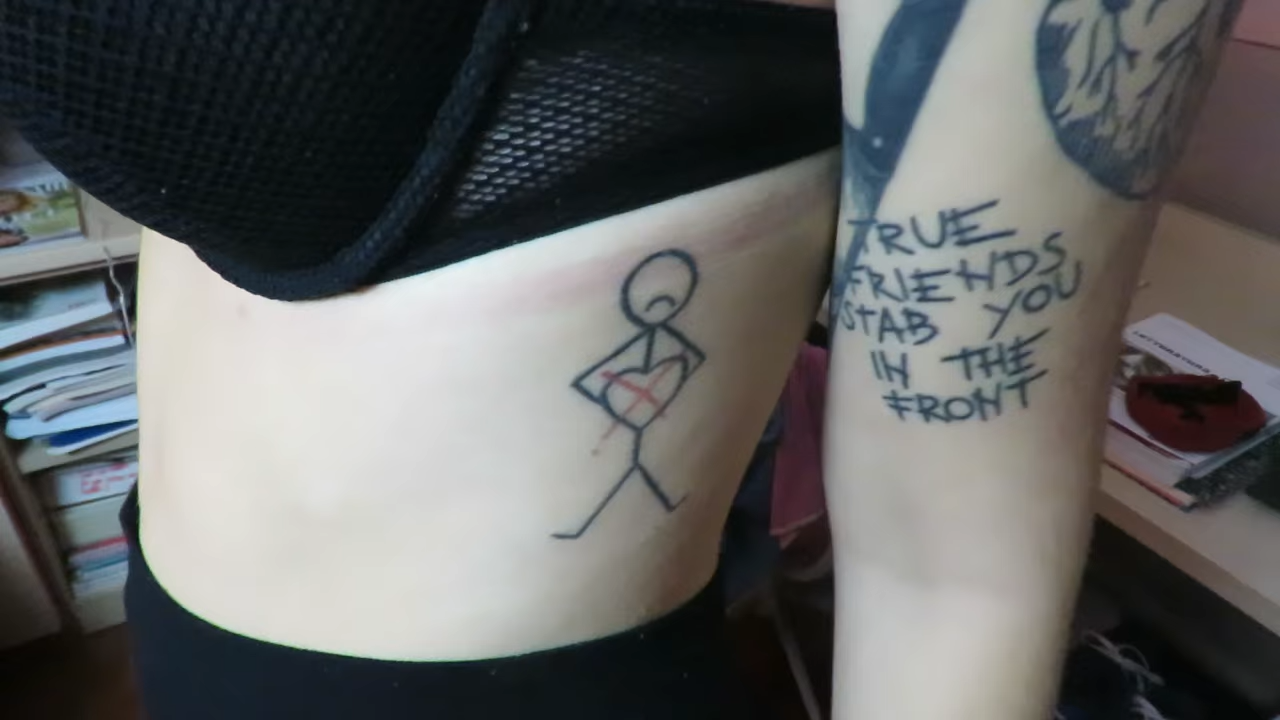 TRUE
FRIENDS
STAB YOU
IN THE
FRONT